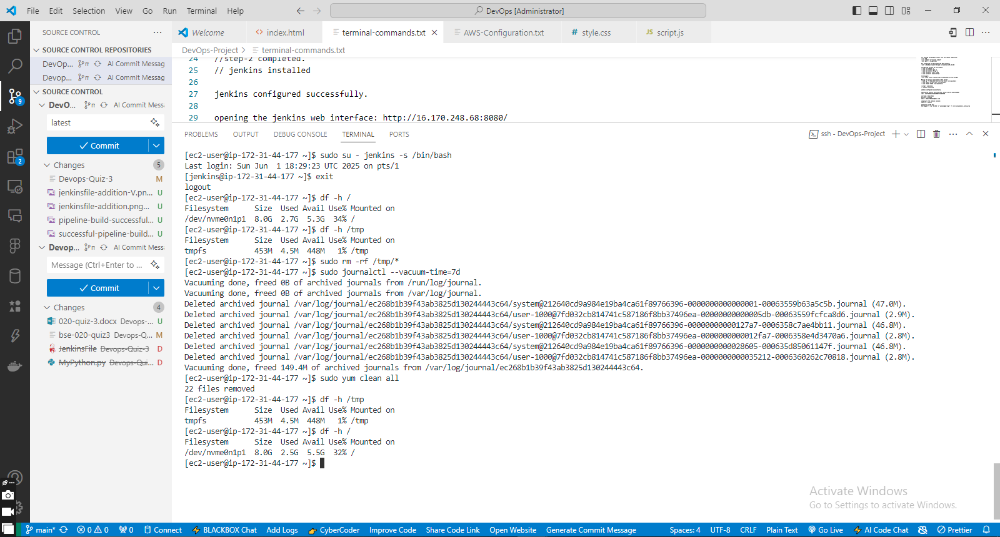 File Edit Selection View Go Run Terminal Help
DevOps [Administrator]
SOURCE CONTROL
Welcome
index.html
terminal-commands.txt
AWS-Configuration.txt
style.css
script.js
SOURCE CONTROL REPOSITORIES
DevOps-Project > terminal-commands.txt
DevOp... AI Commit Messag
Devop... AI Commit Messag
SOURCE CONTROL
DevO... AI Commit Messa
latest
Commit
Changes 5
Devops-Quiz-3 M
jenkinsfile-addition-V.pn... U
jenkinsfile-addition.png... U
pipeline-build-successful... U
successful-pipeline-build... U
Devop... AI Commit Messa
Message (Ctrl+Enter to ...
Commit
Changes 4
020-quiz-3.docx Devops-... U
bse-020-quiz3 Devops-Q... M
JenkinsFile Devops-Quiz-3 D
MyPython.py Devops-Qui... D
9
2
24 //step-2 completed.
25 // jenkins installed
26
27 jenkins configured successfully.
28
29 opening the jenkins web interface: http://16.170.248.68:8080/
PROBLEMS OUTPUT DEBUG CONSOLE TERMINAL PORTS
ssh - DevOps-Project
[ec2-user@ip-172-31-44-177 ~]$ sudo su - jenkins -s /bin/bash
Last login: Sun Jun  1 18:29:23 UTC 2025 on pts/1
[jenkins@ip-172-31-44-177 ~]$ exit
logout
[ec2-user@ip-172-31-44-177 ~]$ df -h /
Filesystem      Size  Used Avail Use% Mounted on
/dev/nvme0n1p1  8.0G  2.7G  5.3G  34% /
[ec2-user@ip-172-31-44-177 ~]$ df -h /tmp
Filesystem      Size  Used Avail Use% Mounted on
tmpfs           453M  4.5M  448M   1% /tmp
[ec2-user@ip-172-31-44-177 ~]$ sudo rm -rf /tmp/*
[ec2-user@ip-172-31-44-177 ~]$ sudo journalctl --vacuum-time=7d
Vacuuming done, freed 0B of archived journals from /run/log/journal.
Vacuuming done, freed 0B of archived journals from /var/log/journal.
Deleted archived journal /var/log/journal/ec268b1b39f43ab3825d130244443c64/system@212640cd9a984e19ba4ca61f89766396-0000000000000001-00063559b63a5c5b.journal (47.0M).
Deleted archived journal /var/log/journal/ec268b1b39f43ab3825d130244443c64/user-1000@7fd032cb814741c587186f8bb37496ea-00000000000005db-00063559fcfca8d6.journal (2.9M).
Deleted archived journal /var/log/journal/ec268b1b39f43ab3825d130244443c64/system@212640cd9a984e19ba4ca61f89766396-00000000000127a7-0006358c7ae4bb11.journal (46.8M).
Deleted archived journal /var/log/journal/ec268b1b39f43ab3825d130244443c64/user-1000@7fd032cb814741c587186f8bb37496ea-0000000000012fa7-0006358e4d3470a6.journal (2.8M).
Deleted archived journal /var/log/journal/ec268b1b39f43ab3825d130244443c64/system@212640cd9a984e19ba4ca61f89766396-0000000000028605-000635d85061147f.journal (46.8M).
Deleted archived journal /var/log/journal/ec268b1b39f43ab3825d130244443c64/user-1000@7fd032cb814741c587186f8bb37496ea-0000000000035212-0006360262c70818.journal (2.8M).
Vacuuming done, freed 149.4M of archived journals from /var/log/journal/ec268b1b39f43ab3825d130244443c64.
[ec2-user@ip-172-31-44-177 ~]$ sudo yum clean all
22 files removed
[ec2-user@ip-172-31-44-177 ~]$ df -h /tmp
Filesystem      Size  Used Avail Use% Mounted on
tmpfs           453M  4.5M  448M   1% /tmp
[ec2-user@ip-172-31-44-177 ~]$ df -h /
Filesystem      Size  Used Avail Use% Mounted on
/dev/nvme0n1p1  8.0G  2.5G  5.5G  32% /
[ec2-user@ip-172-31-44-177 ~]$
Activate Windows
Go to Settings to activate Windows.
main* 0 0 0 Connect BLACKBOX Chat Add Logs CyberCoder Improve Code Share Code Link Open Website Generate Commit Message Spaces: 4 UTF-8 CRLF Plain Text Go Live AI Code Chat Prettier